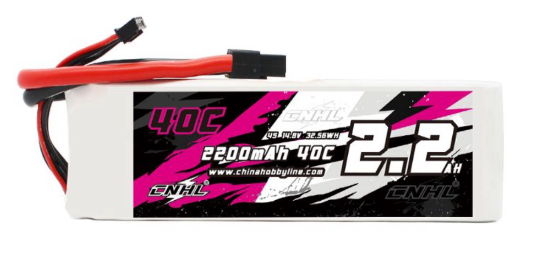 40C
CNHL
4S 14.8V 32.56WH
2200mAh 40C
2.2AH
www.chinahobbyline.com
CNHL
CNHL